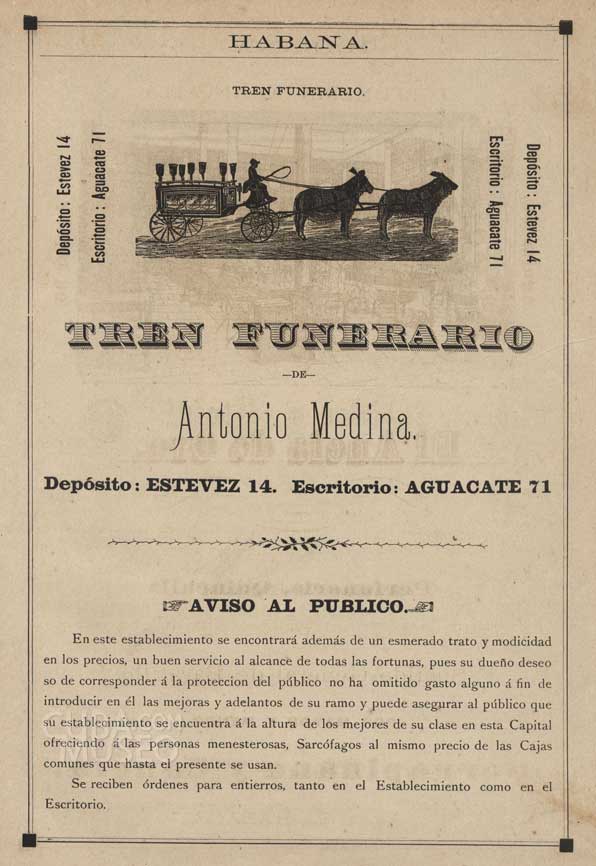 HABANA.
TREN FUNERARIO.
Depósito: Estevez 14
Escritorio: Aguacate 71
Escritorio: Aguacate 71
Depósito: Estevez 14
TREN FUNERARIO
—DE—
Antonio Medina.
Depósito: ESTEVEZ 14. Escritorio: AGUACATE 71
AVISO AL PUBLICO.
En este establecimiento se encontrará además de un esmerado trato y modicidad
en los precios, un buen servicio al alcance de todas las fortunas, pues su dueño deseo
so de corresponder á la proteccion del público no ha omitido gasto alguno á fin de
introducir en él las mejoras y adelantos de su ramo y puede asegurar al público que
su establecimiento se encuentra á la altura de los mejores de su clase en esta Capital
ofreciendo á las personas menesterosas, Sarcófagos al mismo precio de las Cajas
comunes que hasta el presente se usan.
Se reciben órdenes para entierros, tanto en el Establecimiento como en el
Escritorio.